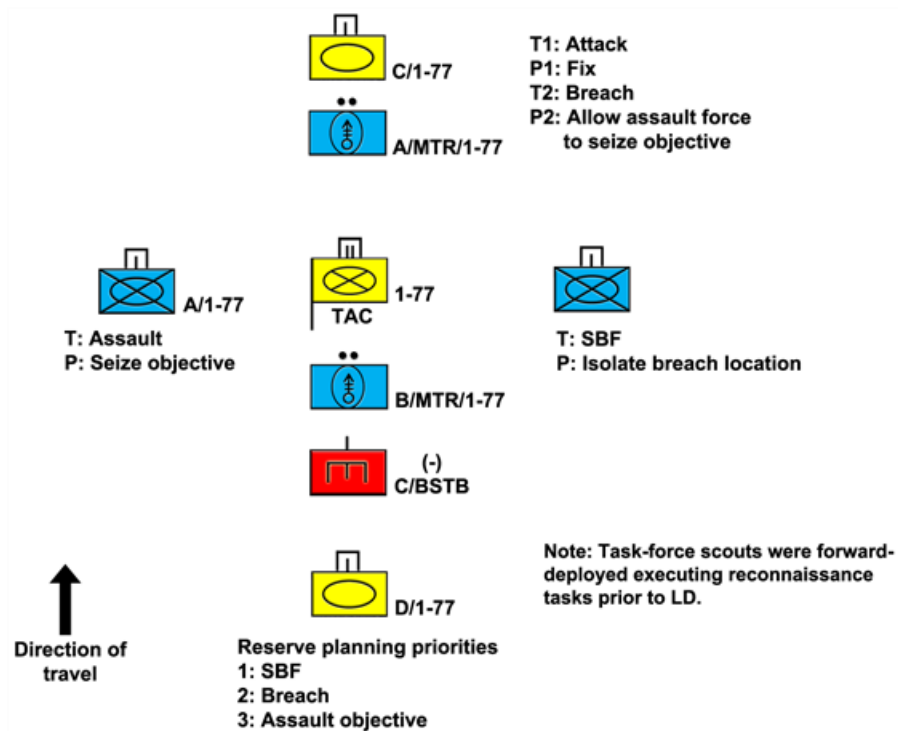 C/1-77
T1: Attack
P1: Fix
T2: Breach
P2: Allow assault force
to seize objective
A/MTR/1-77
A/1-77
T: Assault
P: Seize objective
1-77
TAC
T: SBF
P: Isolate breach location
B/MTR/1-77
(-)
C/BSTB
D/1-77
Note: Task-force scouts were forward-
deployed executing reconnaissance
tasks prior to LD.
Direction of
travel
Reserve planning priorities
1: SBF
2: Breach
3: Assault objective